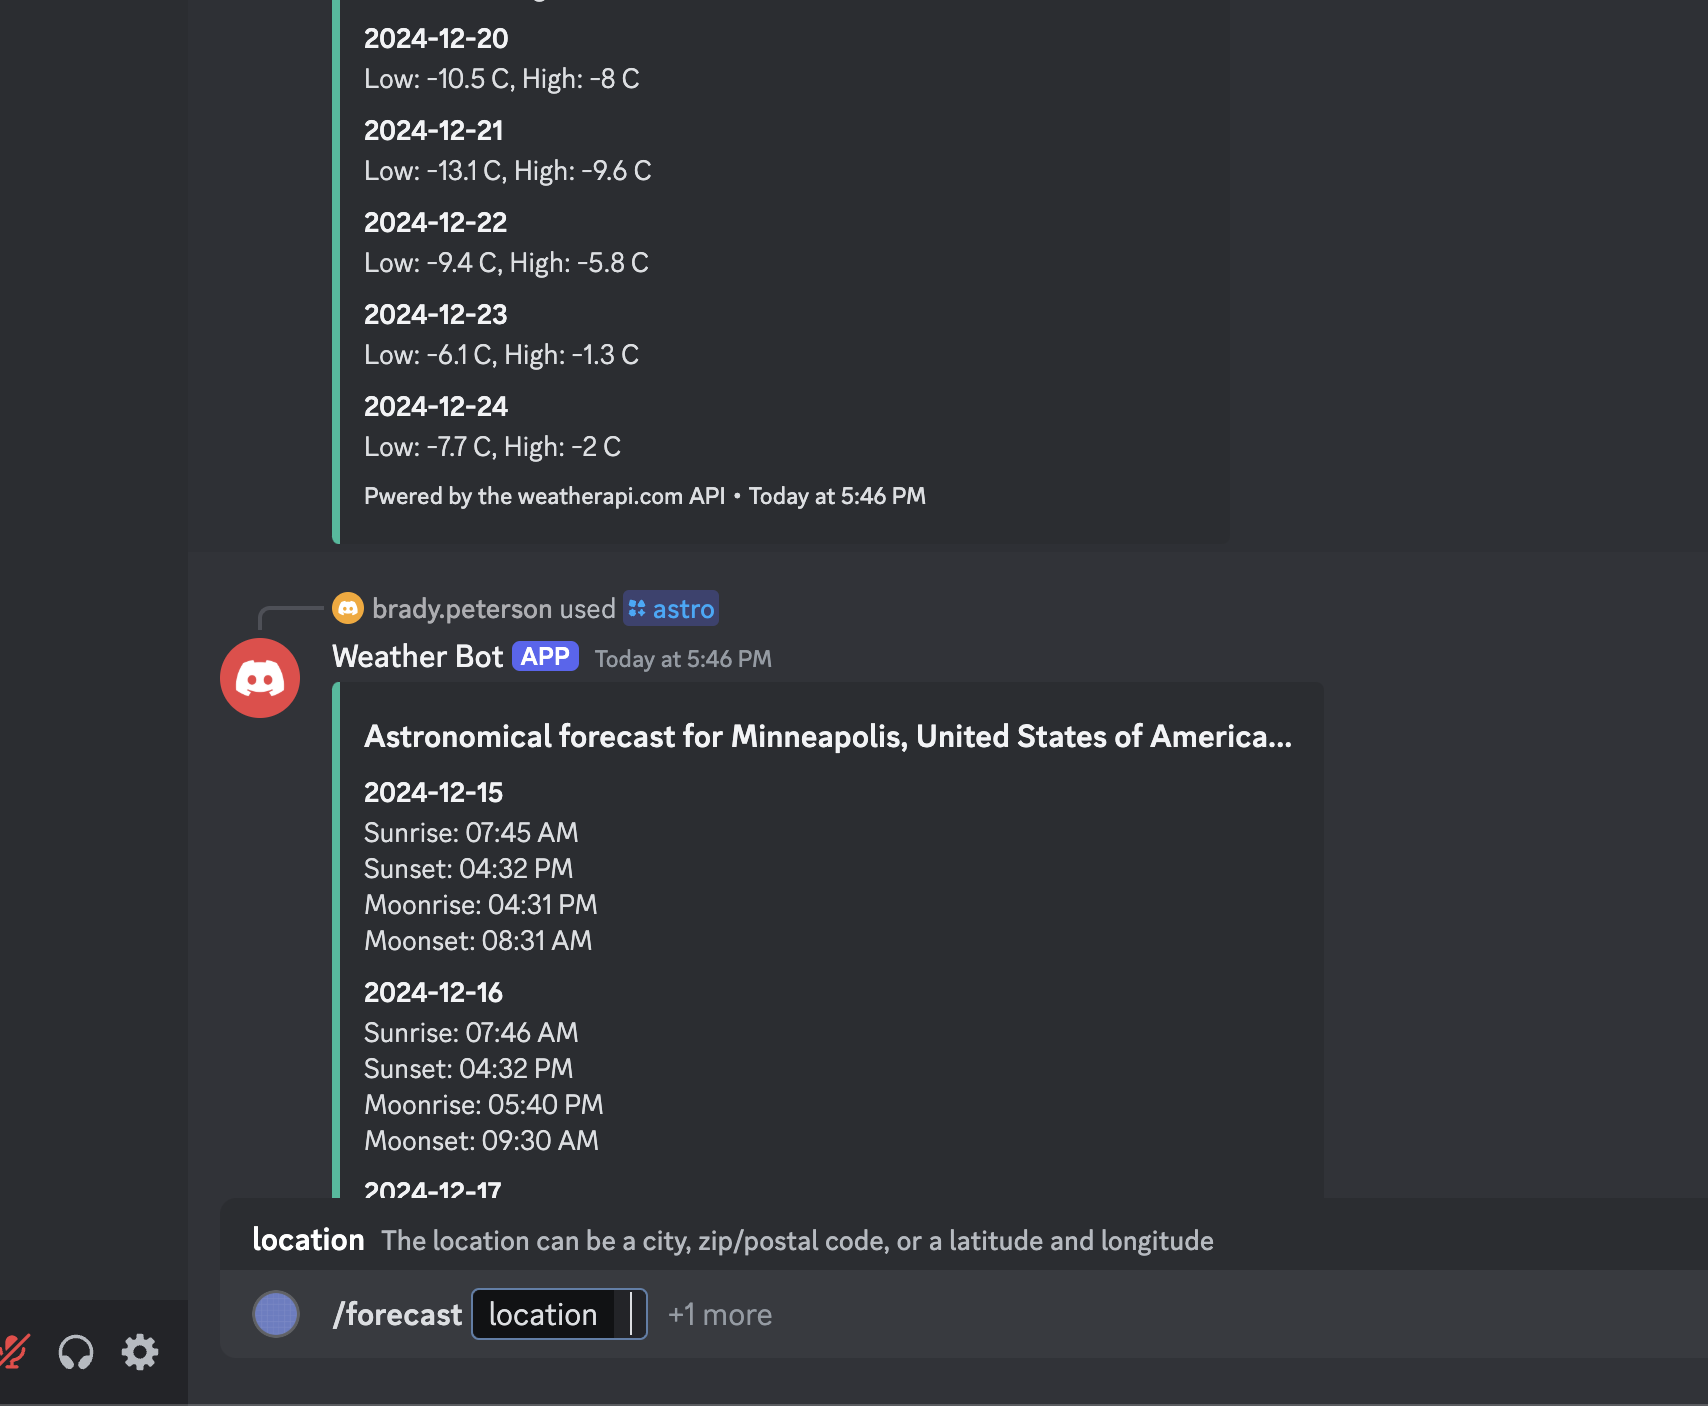 2024-12-20
Low: -10.5 C, High: -8 C
2024-12-21
Low: -13.1 C, High: -9.6 C
2024-12-22
Low: -9.4 C, High: -5.8 C
2024-12-23
Low: -6.1 C, High: -1.3 C
2024-12-24
Low: -7.7 C, High: -2 C
Pwered by the weatherapi.com API • Today at 5:46 PM
brady.peterson used astro
Weather Bot APP Today at 5:46 PM
Astronomical forecast for Minneapolis, United States of America...
2024-12-15
Sunrise: 07:45 AM
Sunset: 04:32 PM
Moonrise: 04:31 PM
Moonset: 08:31 AM
2024-12-16
Sunrise: 07:46 AM
Sunset: 04:32 PM
Moonrise: 05:40 PM
Moonset: 09:30 AM
2024-12-17
location The location can be a city, zip/postal code, or a latitude and longitude
/forecast location +1 more